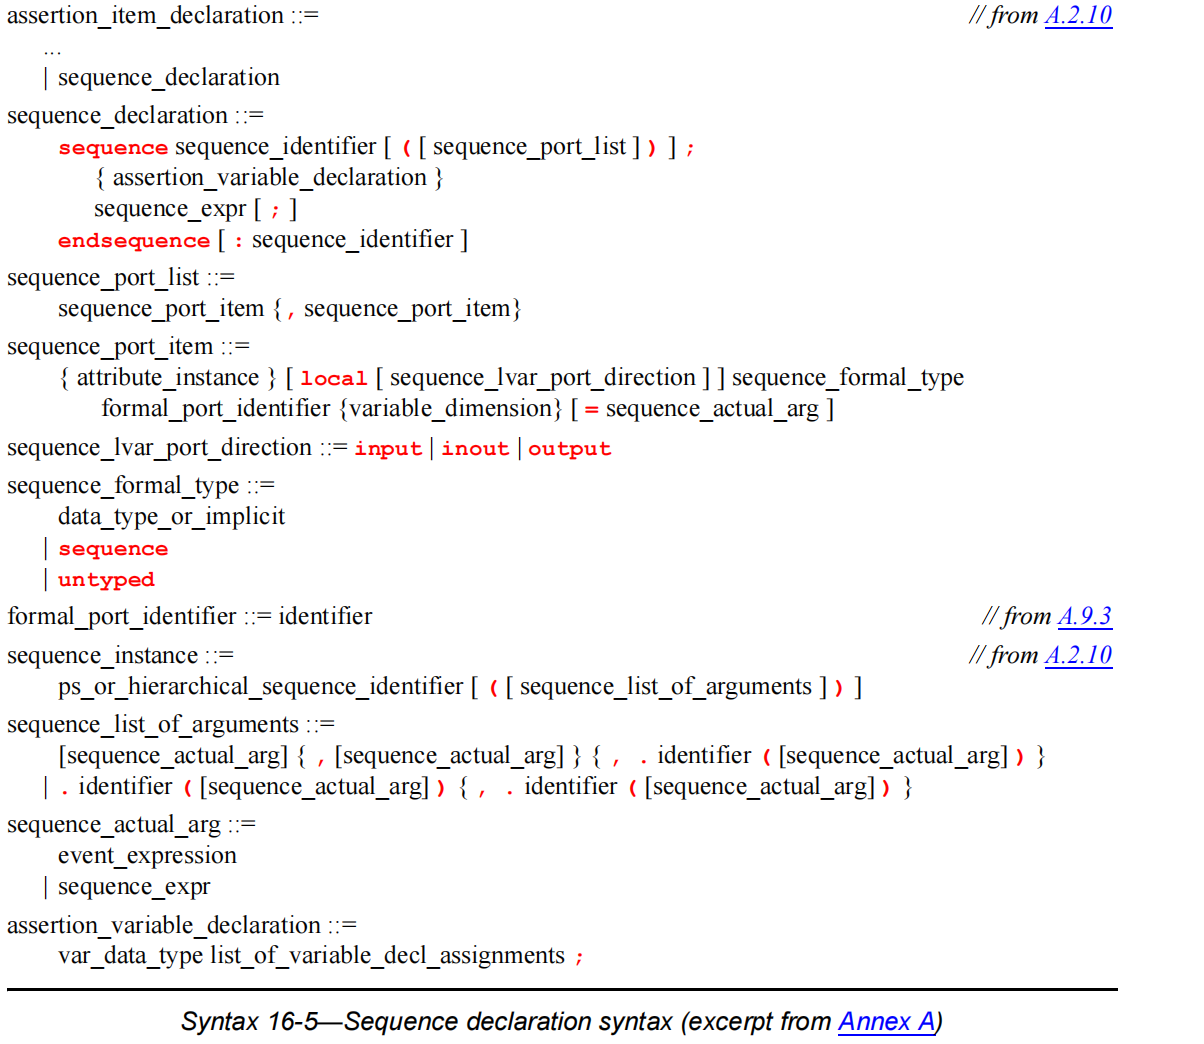 assertion_item_declaration ::= // from A.2.10
...
| sequence_declaration
sequence_declaration ::=
sequence sequence_identifier [ ( [ sequence_port_list ] ) ] ;
{ assertion_variable_declaration }
sequence_expr [ ; ]
endsequence [ : sequence_identifier ]
sequence_port_list ::=
sequence_port_item { , sequence_port_item}
sequence_port_item ::=
{ attribute_instance } [ local [ sequence_lvar_port_direction ] ] sequence_formal_type
formal_port_identifier {variable_dimension} [ = sequence_actual_arg ]
sequence_lvar_port_direction ::= input | inout | output
sequence_formal_type ::=
data_type_or_implicit
| sequence
| untyped
formal_port_identifier ::= identifier // from A.9.3
sequence_instance ::= // from A.2.10
ps_or_hierarchical_sequence_identifier [ ( [ sequence_list_of_arguments ] ) ]
sequence_list_of_arguments ::=
[sequence_actual_arg] { , [sequence_actual_arg] } { , . identifier ( [sequence_actual_arg] ) }
| . identifier ( [sequence_actual_arg] ) { , . identifier ( [sequence_actual_arg] ) }
sequence_actual_arg ::=
event_expression
| sequence_expr
assertion_variable_declaration ::=
var_data_type list_of_variable_decl_assignments ;
Syntax 16-5—Sequence declaration syntax (excerpt from Annex A)